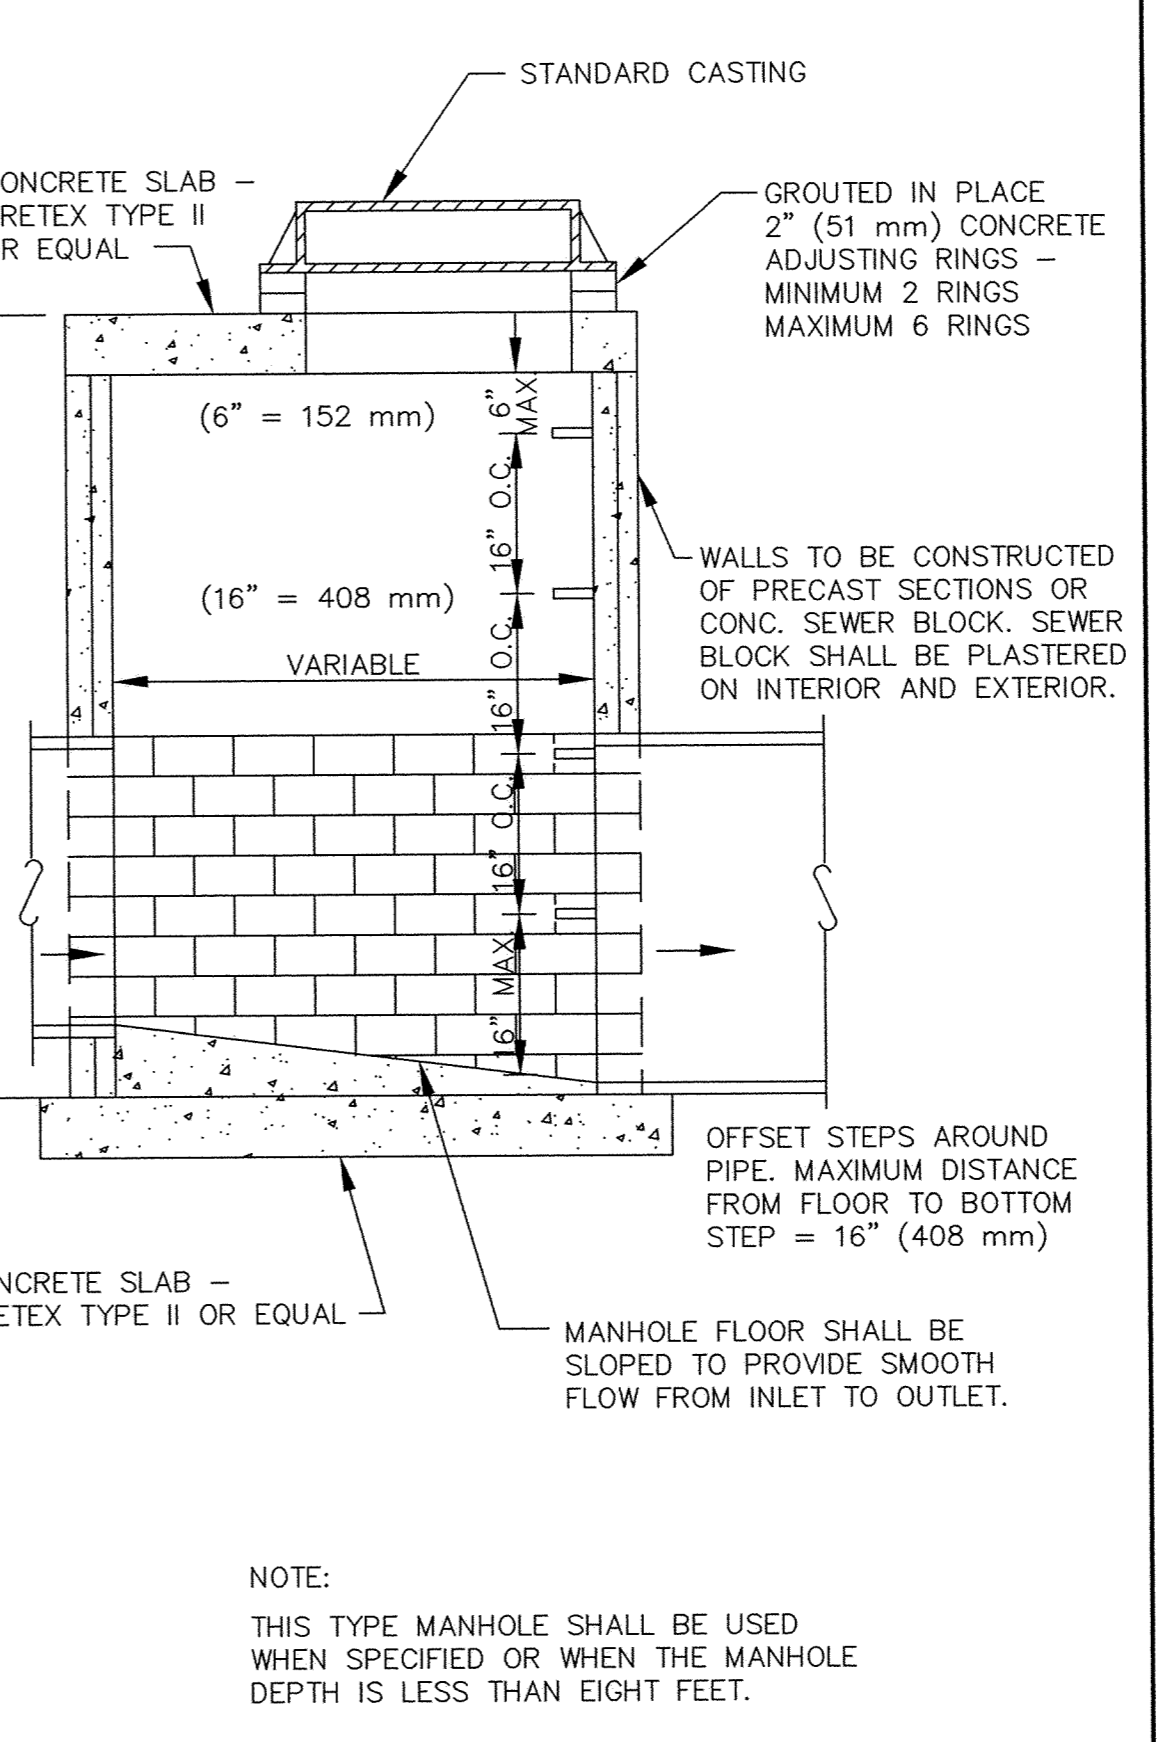 STANDARD CASTING
ONCRETE SLAB –
RETEX TYPE II
R EQUAL
GROUTED IN PLACE
2" (51 mm) CONCRETE
ADJUSTING RINGS –
MINIMUM 2 RINGS
MAXIMUM 6 RINGS
6"
MAX.
(6" = 152 mm)
16" O.C.
(16" = 408 mm)
WALLS TO BE CONSTRUCTED
OF PRECAST SECTIONS OR
CONC. SEWER BLOCK. SEWER
BLOCK SHALL BE PLASTERED
ON INTERIOR AND EXTERIOR.
16" O.C.
VARIABLE
16" O.C.
16" MAX.
OFFSET STEPS AROUND
PIPE. MAXIMUM DISTANCE
FROM FLOOR TO BOTTOM
STEP = 16" (408 mm)
NCRETE SLAB –
ETEX TYPE II OR EQUAL
MANHOLE FLOOR SHALL BE
SLOPED TO PROVIDE SMOOTH
FLOW FROM INLET TO OUTLET.
NOTE:
THIS TYPE MANHOLE SHALL BE USED
WHEN SPECIFIED OR WHEN THE MANHOLE
DEPTH IS LESS THAN EIGHT FEET.